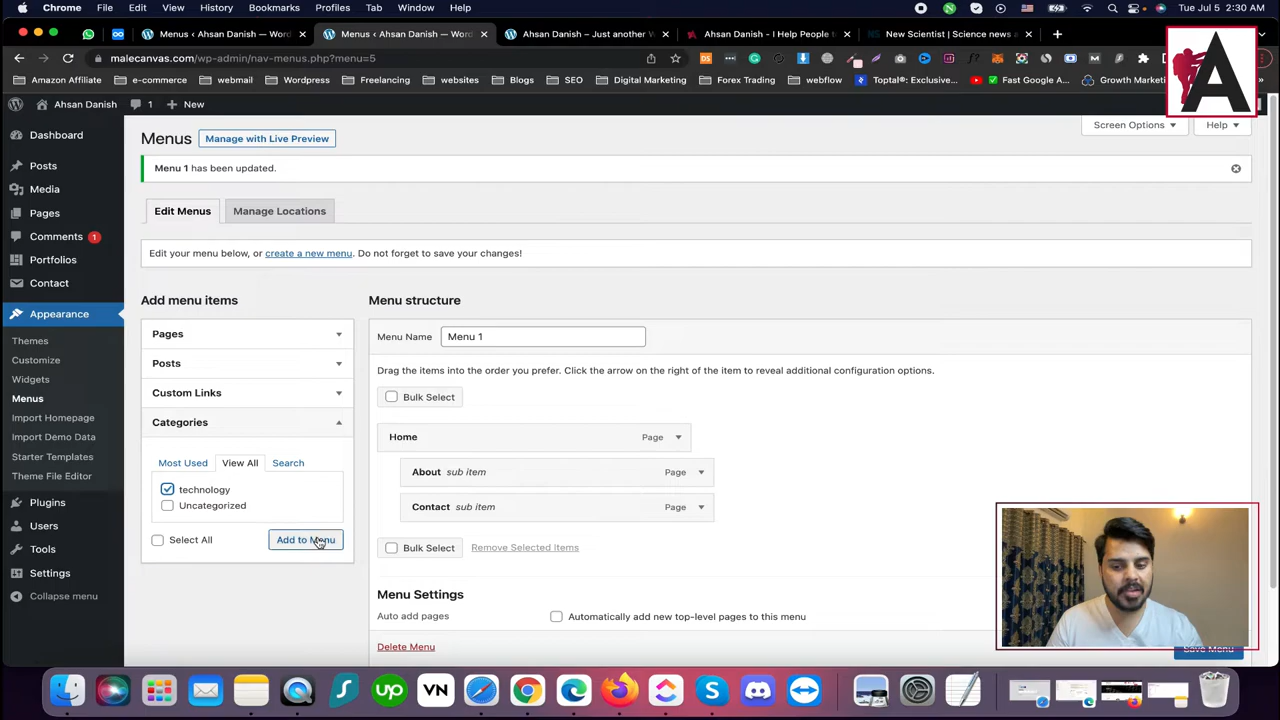 Chrome File Edit View History Bookmarks Profiles Tab Window Help Tue Jul 5 2:30 AM
Menus ‹ Ahsan Danish — Word Menus ‹ Ahsan Danish — Word Ahsan Danish – Just another W Ahsan Danish - I Help People to New Scientist | Science news a
malecanvas.com/wp-admin/nav-menus.php?menu=5
Amazon Affiliate e-commerce webmail Wordpress Freelancing websites Blogs SEO Digital Marketing Forex Trading webflow Toptal®: Exclusive... Fast Google A... Growth Marketing
A
Ahsan Danish 1 New
Screen Options Help
Dashboard
Posts
Media
Pages
Comments 1
Portfolios
Contact
Appearance
Themes
Customize
Widgets
Menus
Import Homepage
Import Demo Data
Starter Templates
Theme File Editor
Plugins
Users
Tools
Settings
Collapse menu
Menus Manage with Live Preview
Menu 1 has been updated.
Edit Menus Manage Locations
Edit your menu below, or create a new menu. Do not forget to save your changes!
Add menu items
Pages
Posts
Custom Links
Categories
Most Used View All Search
technology
Uncategorized
Select All Add to Menu
Menu structure
Menu Name Menu 1
Drag the items into the order you prefer. Click the arrow on the right of the item to reveal additional configuration options.
Bulk Select
Home Page
About sub item Page
Contact sub item Page
Bulk Select Remove Selected Items
Menu Settings
Auto add pages Automatically add new top-level pages to this menu
Delete Menu
Save Menu
up VN